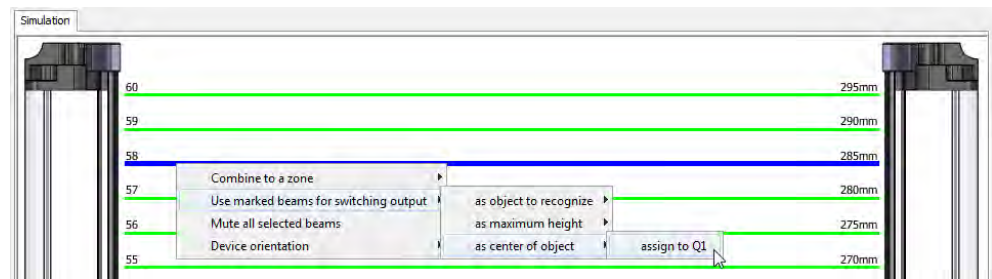 Simulation
60 295mm
59 290mm
58 285mm
Combine to a zone
57 280mm
Use marked beams for switching output as object to recognize
56 275mm
Mute all selected beams as maximum height
Device orientation as center of object assign to Q1
55 270mm